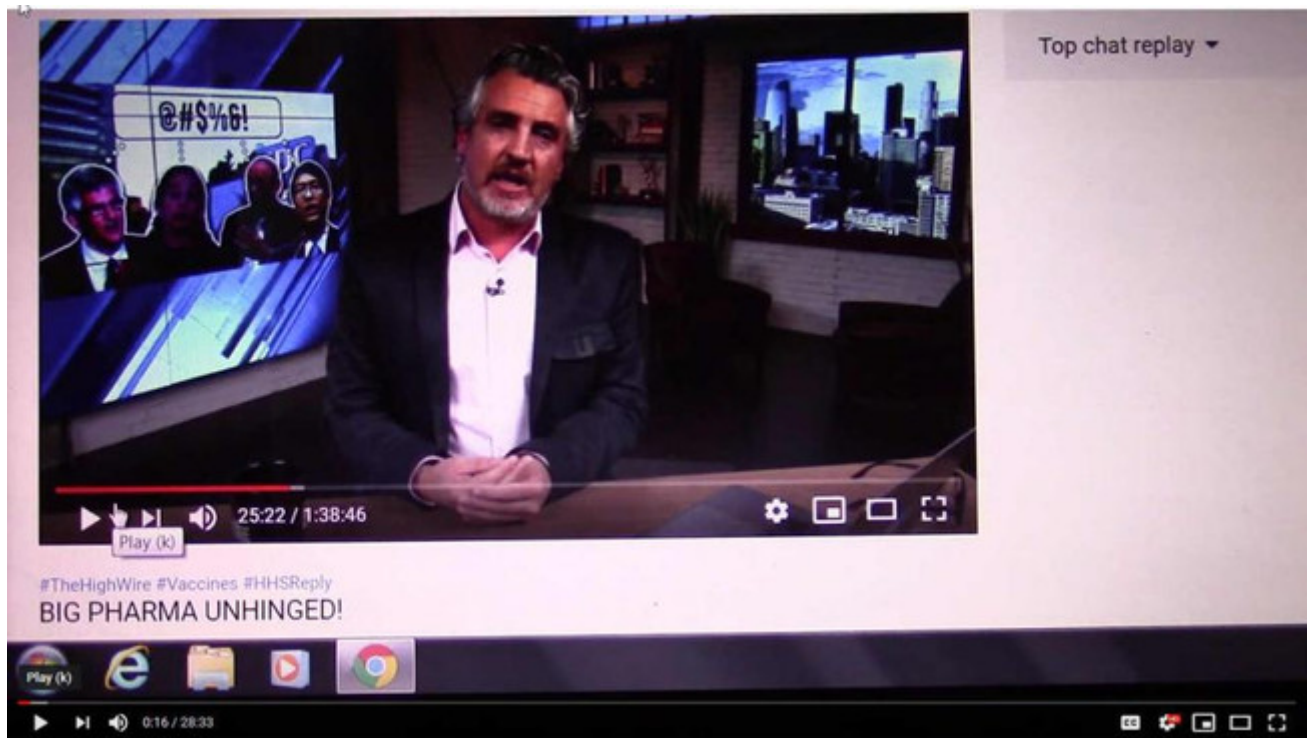 @#$%&!
Top chat replay
25:22 / 1:38:46
Play (k)
#TheHighWire #Vaccines #HHSReply
BIG PHARMA UNHINGED!
Play (k)
0:16 / 28:33
CC